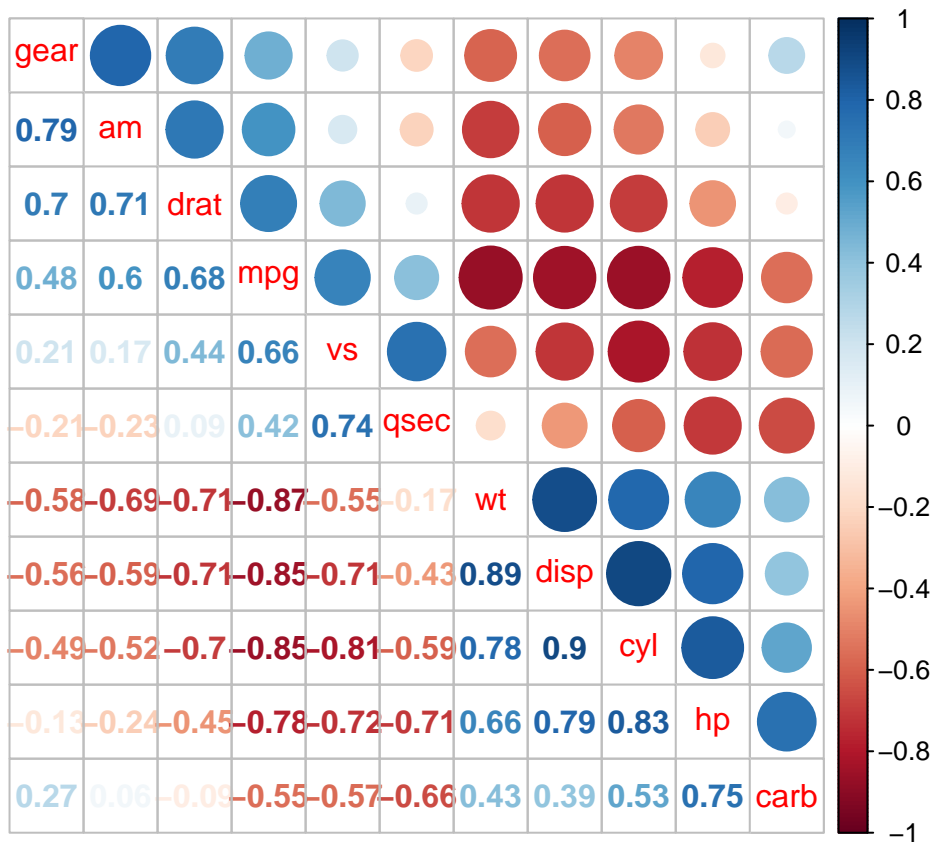 gear
0.79 am
0.7 0.71 drat
0.48 0.6 0.68 mpg
0.21 0.17 0.44 0.66 vs
−0.21 −0.23 0.09 0.42 0.74 qsec
−0.58 −0.69 −0.71 −0.87 −0.55 −0.17 wt
−0.56 −0.59 −0.71 −0.85 −0.71 −0.43 0.89 disp
−0.49 −0.52 −0.7 −0.85 −0.81 −0.59 0.78 0.9 cyl
−0.13 −0.24 −0.45 −0.78 −0.72 −0.71 0.66 0.79 0.83 hp
0.27 0.06 −0.09 −0.55 −0.57 −0.66 0.43 0.39 0.53 0.75 carb
1
0.8
0.6
0.4
0.2
0
−0.2
−0.4
−0.6
−0.8
−1